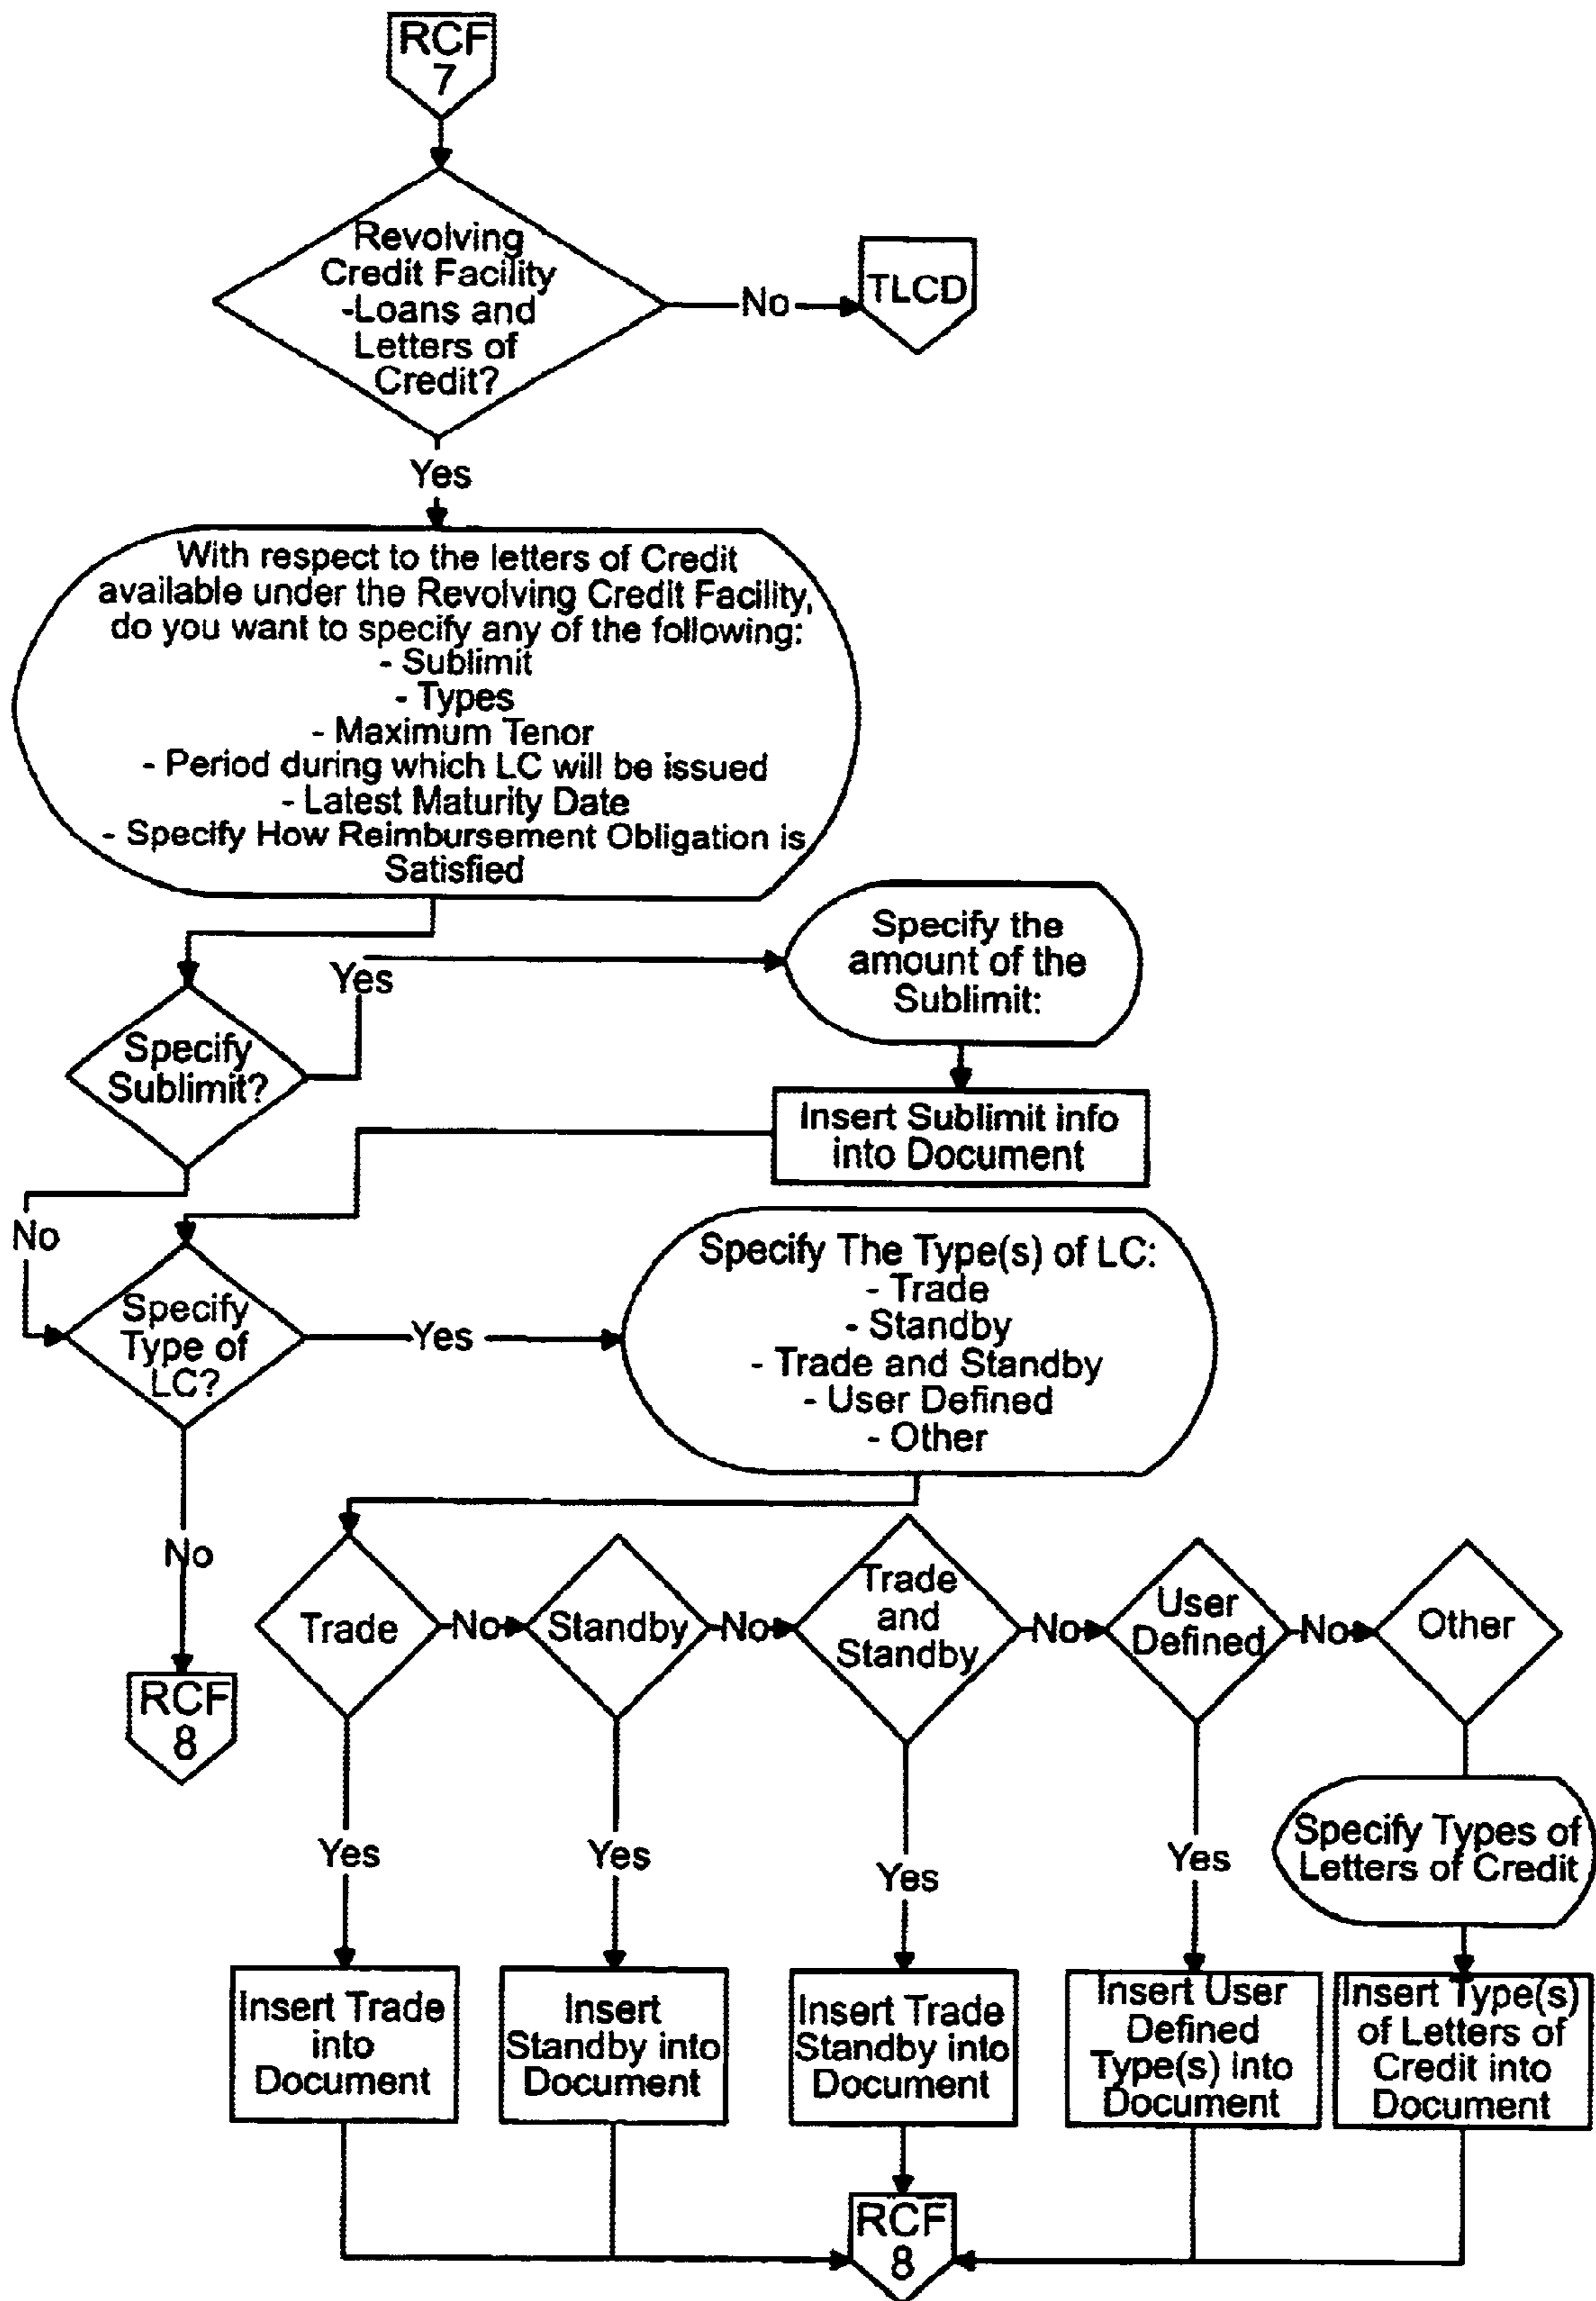 RCF
7
Revolving
Credit Facility
-Loans and
Letters of
Credit?
No
TLCD
Yes
With respect to the letters of Credit
available under the Revolving Credit Facility,
do you want to specify any of the following:
- Sublimit
- Types
- Maximum Tenor
- Period during which LC will be issued
- Latest Maturity Date
- Specify How Reimbursement Obligation is
Satisfied
Specify
Sublimit?
Yes
Specify the
amount of the
Sublimit:
Insert Sublimit info
into Document
No
Specify
Type of
LC?
Yes
Specify The Type(s) of LC:
- Trade
- Standby
- Trade and Standby
- User Defined
- Other
No
RCF
8
Trade
No
Standby
No
Trade
and
Standby
No
User
Defined
No
Other
Yes
Yes
Yes
Yes
Specify Types of
Letters of Credit
Insert Trade
into
Document
Insert
Standby into
Document
Insert Trade
Standby into
Document
Insert User
Defined
Type(s) into
Document
Insert Type(s)
of Letters of
Credit into
Document
RCF
8